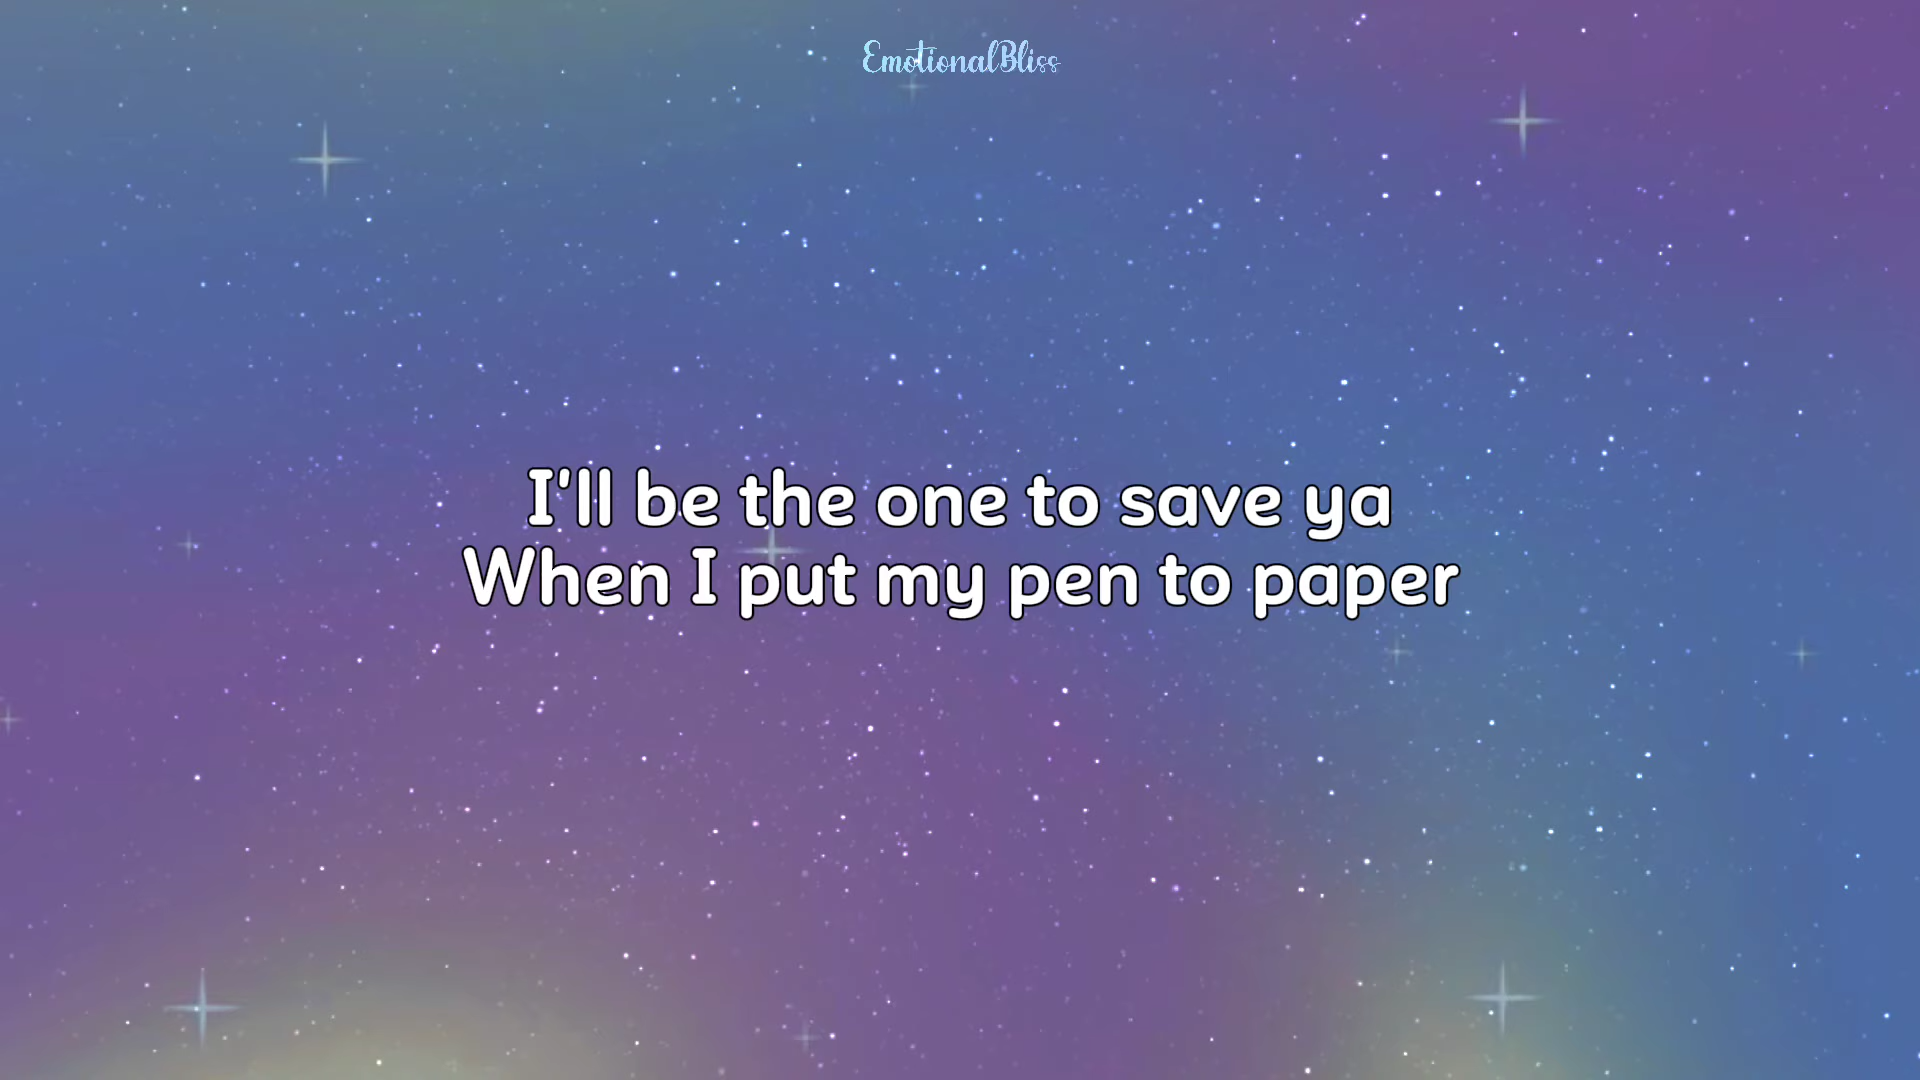 EmotionalBliss
I'll be the one to save ya
When I put my pen to paper